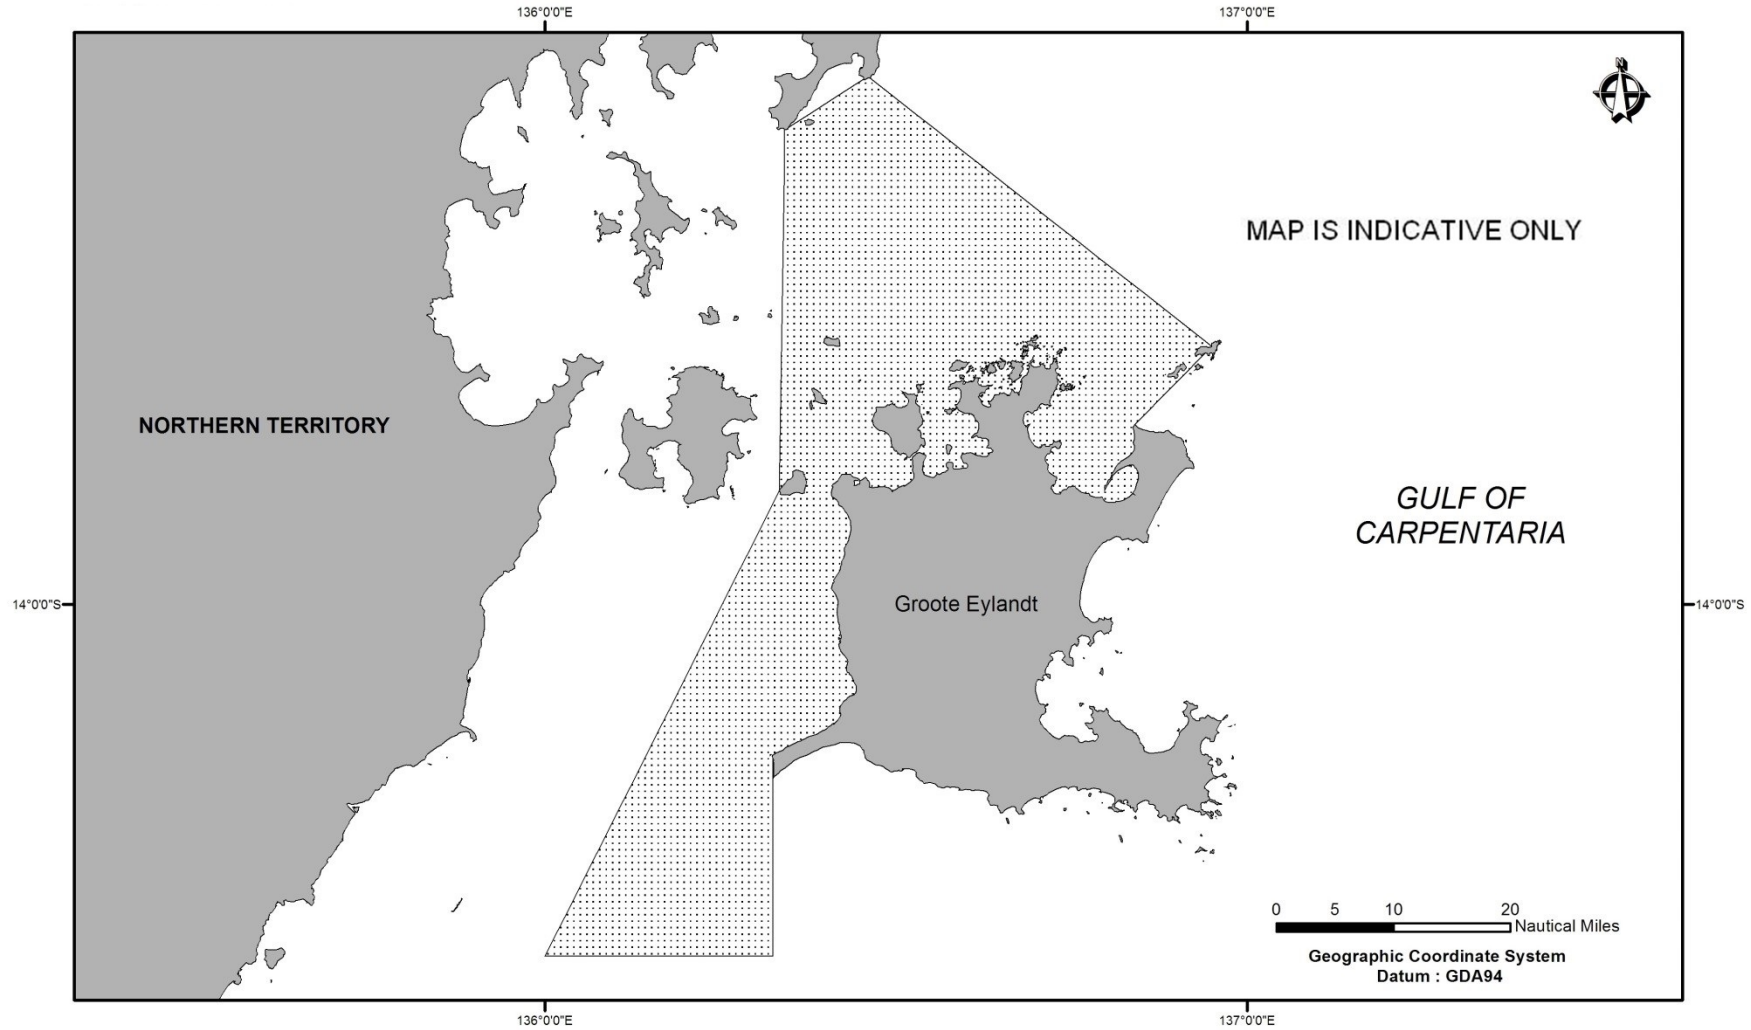 136°0'0"E
137°0'0"E
N
MAP IS INDICATIVE ONLY
NORTHERN TERRITORY
GULF OF
CARPENTARIA
14°0'0"S
Groote Eylandt
14°0'0"S
0 5 10 20
Nautical Miles
Geographic Coordinate System
Datum : GDA94
136°0'0"E
137°0'0"E